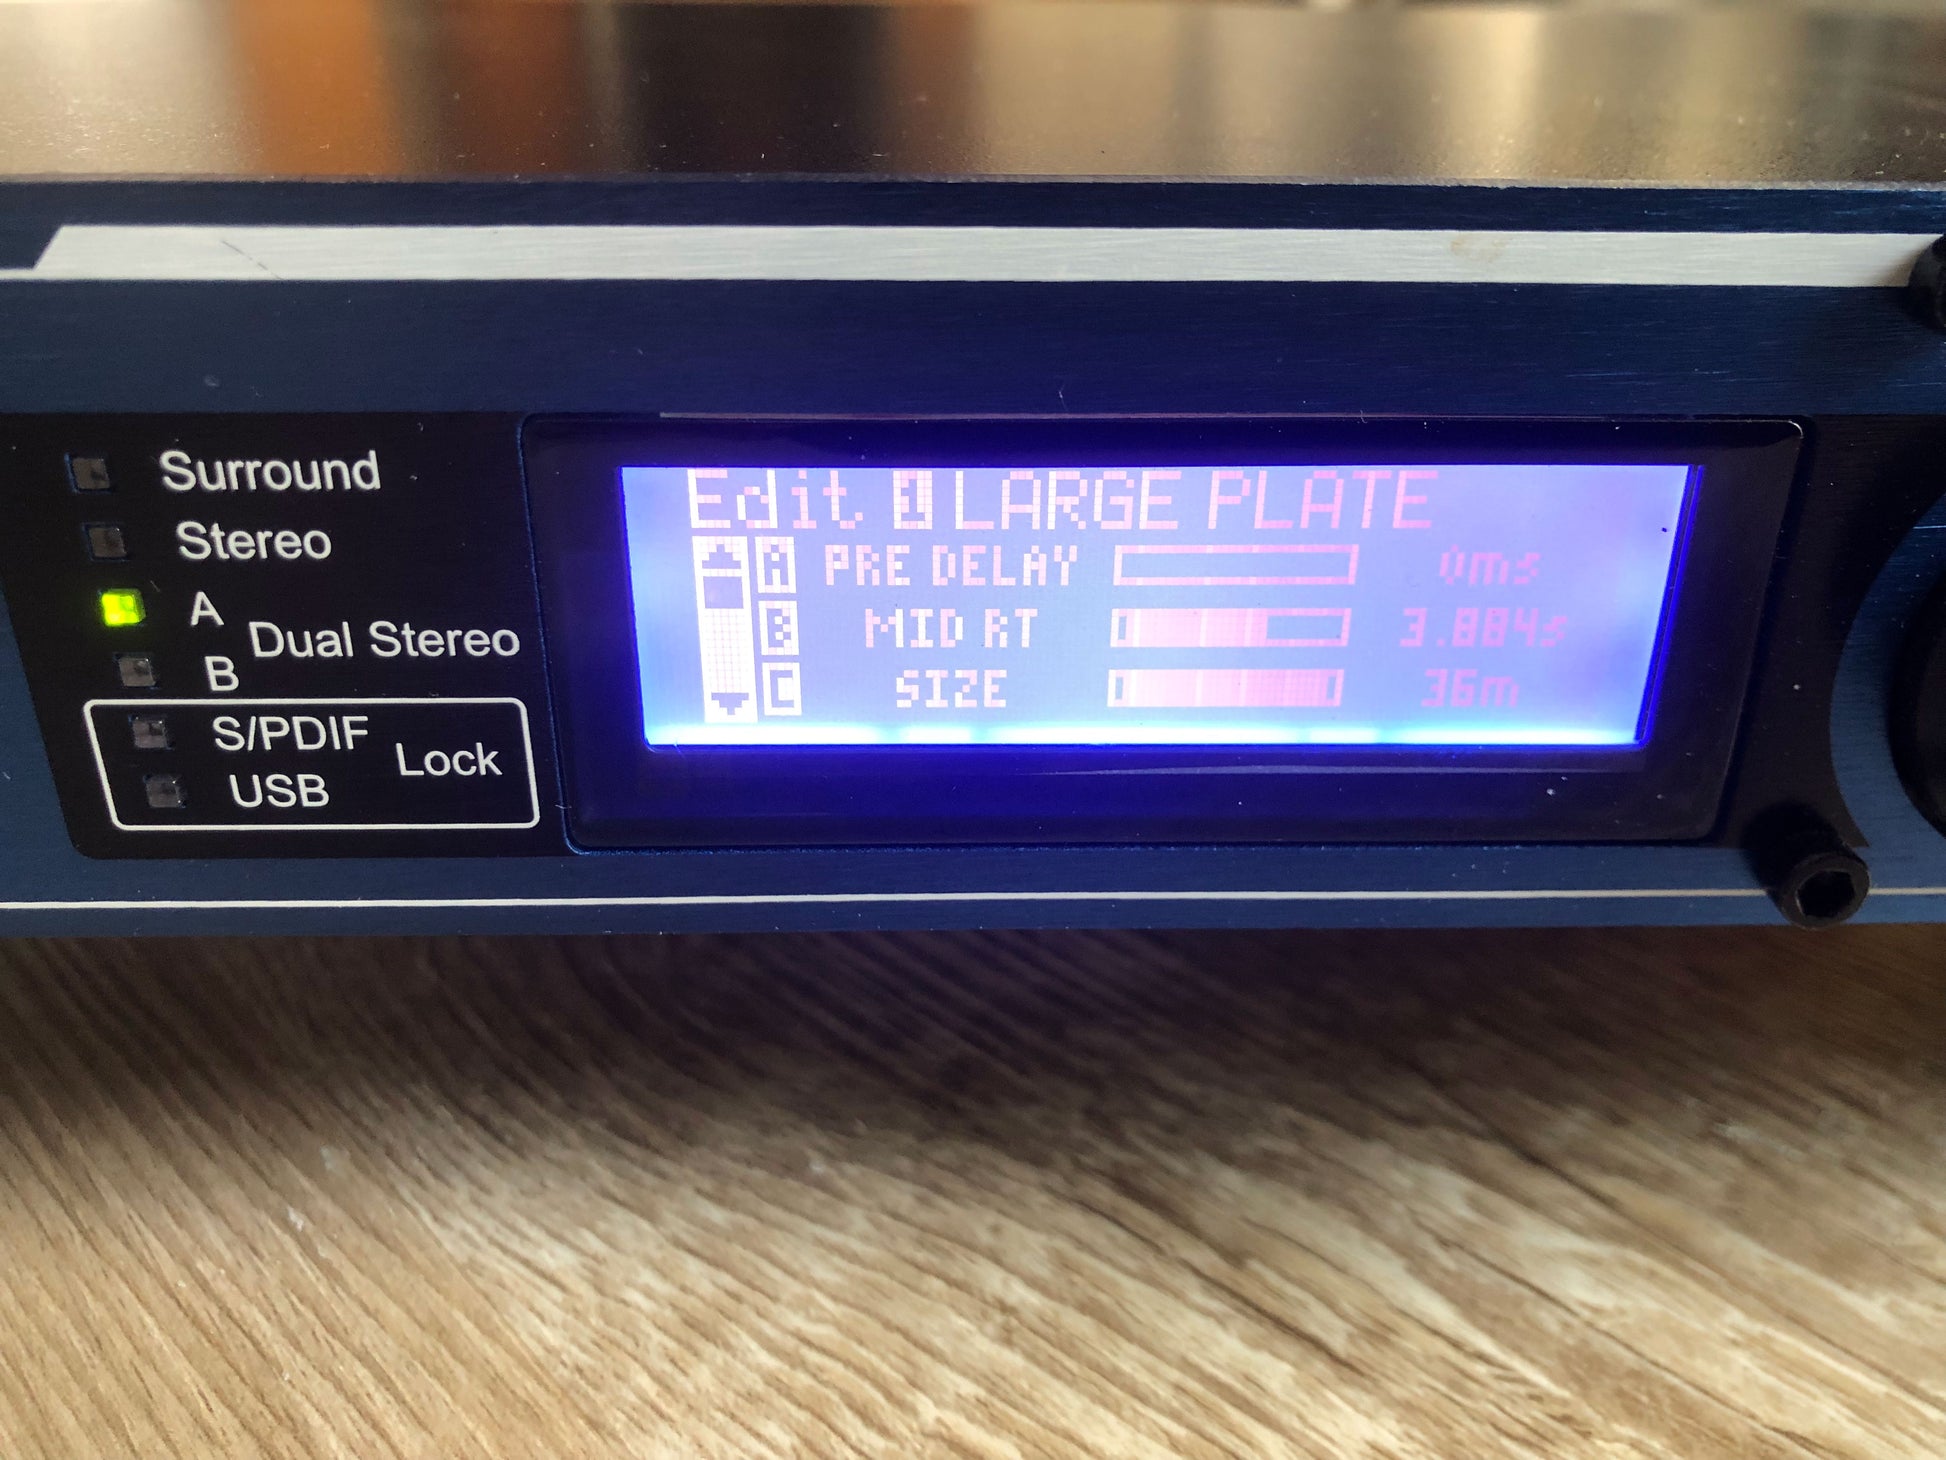 Surround
Stereo
A
Dual Stereo
B
S/PDIF
Lock
USB
Edit 1 LARGE PLATE
A PRE DELAY 0ms
B MID RT 3.884s
C SIZE 36m